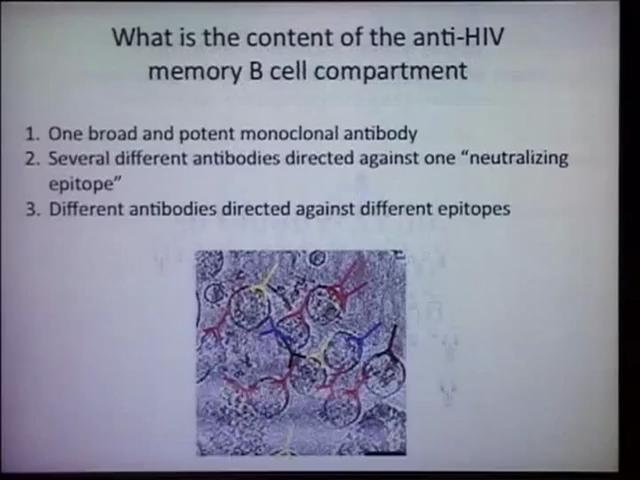 What is the content of the anti-HIV
memory B cell compartment
1. One broad and potent monoclonal antibody
2. Several different antibodies directed against one “neutralizing
epitope”
3. Different antibodies directed against different epitopes